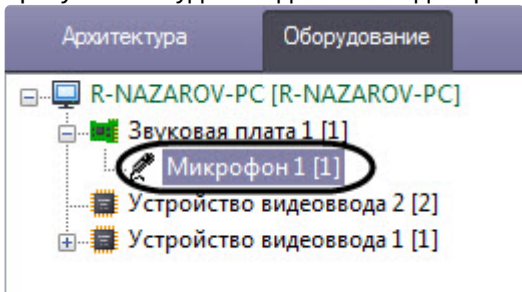 Архитектура Оборудование
R-NAZAROV-PC [R-NAZAROV-PC]
Звуковая плата 1 [1]
Микрофон 1 [1]
Устройство видеоввода 2 [2]
Устройство видеоввода 1 [1]